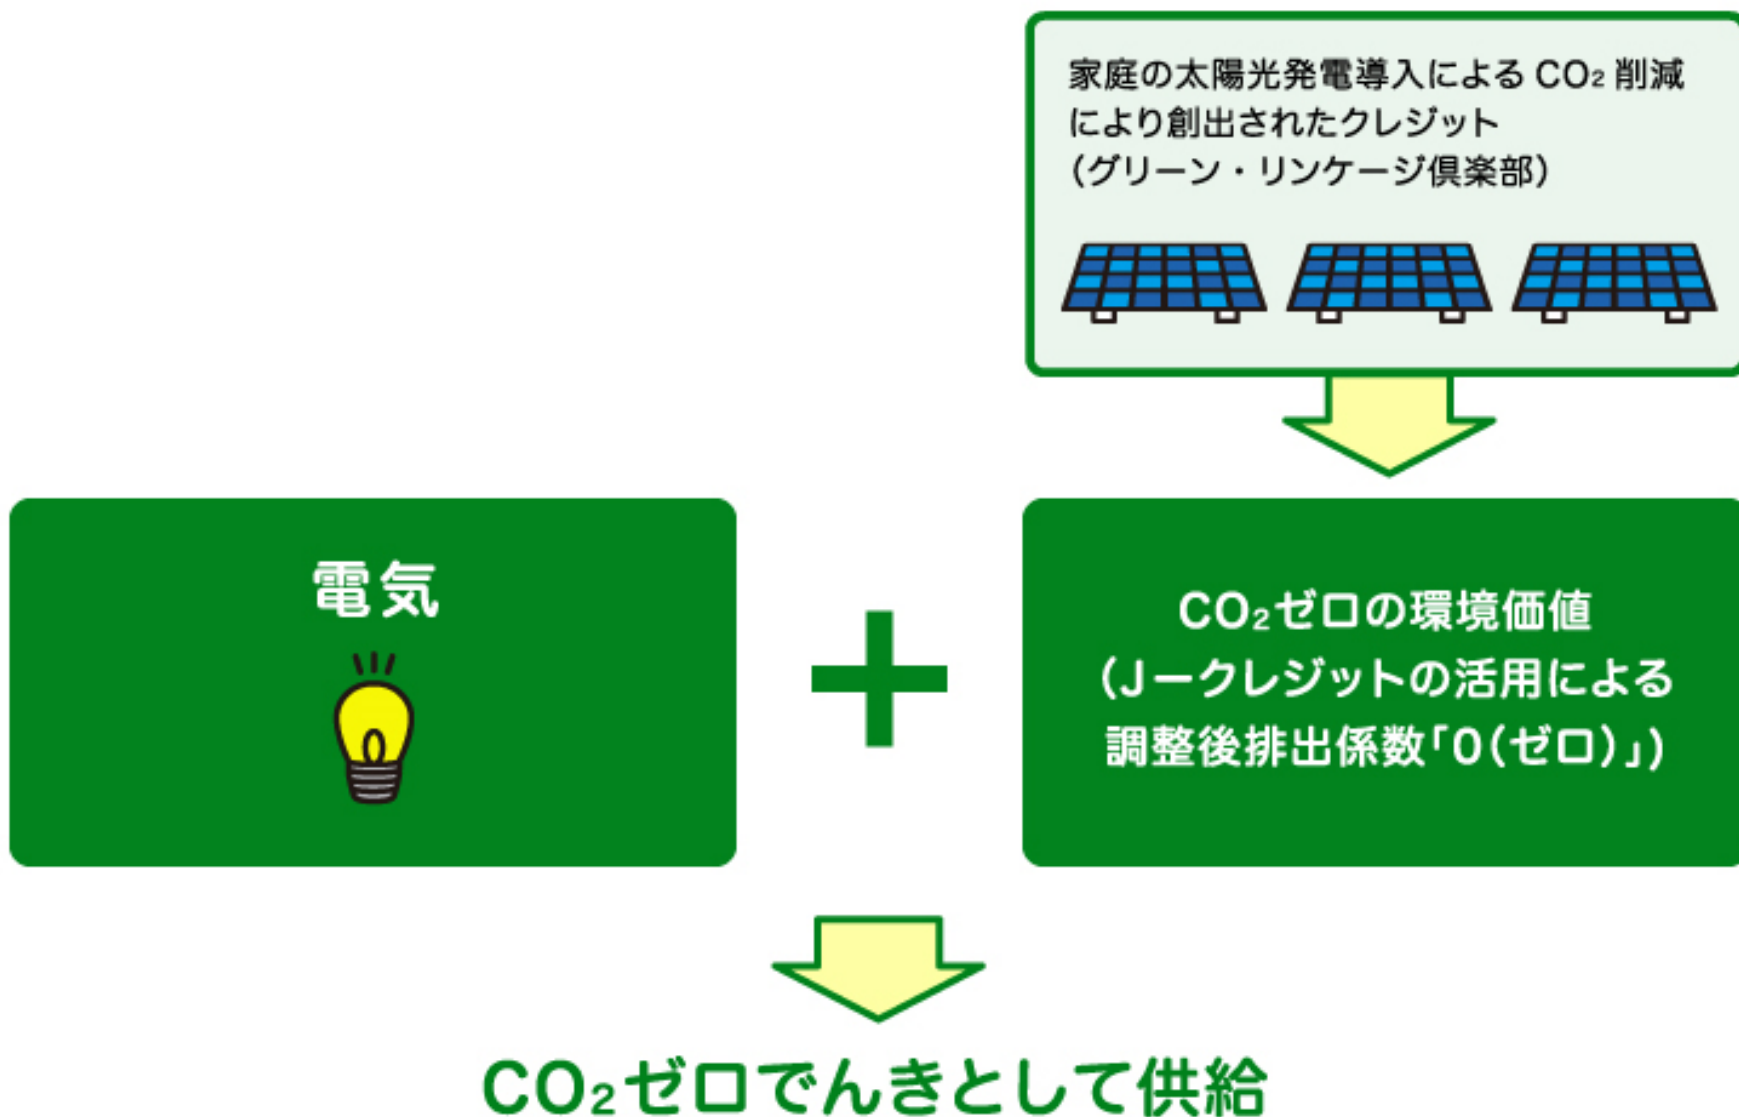 家庭の太陽光発電導入による CO₂ 削減
により創出されたクレジット
（グリーン・リンケージ倶楽部）
電気
CO₂ゼロの環境価値
（Jークレジットの活用による
調整後排出係数「0（ゼロ）」）
CO₂ゼロでんきとして供給